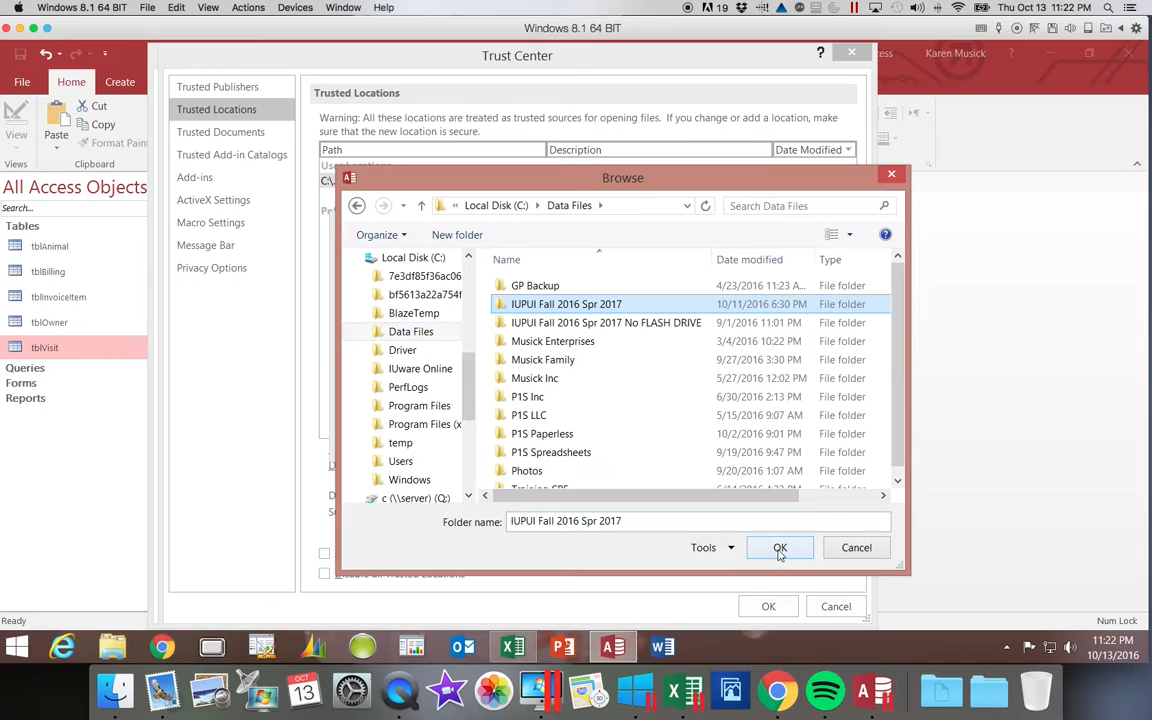 Windows 8.1 64 BIT File Edit View Actions Devices Window Help 19 Thu Oct 13 11:22 PM
Windows 8.1 64 BIT
Trust Center ? cess Karen Musick ?
File Home Create
Trusted Publishers
Trusted Locations
Trusted Documents
Trusted Add-in Catalogs
Add-ins
ActiveX Settings
Macro Settings
Message Bar
Privacy Options
View
Views
Paste
Cut
Copy
Format Paint
Clipboard
All Access Objects
Search...
Tables
tblAnimal
tblBilling
tblInvoiceItem
tblOwner
tblVisit
Queries
Forms
Reports
Trusted Locations
Warning: All these locations are treated as trusted sources for opening files. If you change or add a location, make
sure that the new location is secure.
Path Description Date Modified
C:\
Browse
Local Disk (C:) Data Files
Search Data Files
Organize New folder
Local Disk (C:)
7e3df85f36ac06
bf5613a22a754f
BlazeTemp
Data Files
Driver
IUware Online
PerfLogs
Program Files
Program Files (x
temp
Users
Windows
c (\\server) (Q:)
Name Date modified Type
GP Backup 4/23/2016 11:23 A... File folder
IUPUI Fall 2016 Spr 2017 10/11/2016 6:30 PM File folder
IUPUI Fall 2016 Spr 2017 No FLASH DRIVE 9/1/2016 11:01 PM File folder
Musick Enterprises 3/4/2016 10:22 PM File folder
Musick Family 9/27/2016 3:30 PM File folder
Musick Inc 5/27/2016 12:02 PM File folder
P1S Inc 6/30/2016 2:13 PM File folder
P1S LLC 5/15/2016 9:07 AM File folder
P1S Paperless 10/2/2016 9:01 PM File folder
P1S Spreadsheets 9/19/2016 9:47 PM File folder
Photos 9/20/2016 1:07 AM File folder
Folder name: IUPUI Fall 2016 Spr 2017
Tools OK Cancel
OK Cancel
Ready Num Lock
11:22 PM
10/13/2016
OCT
13